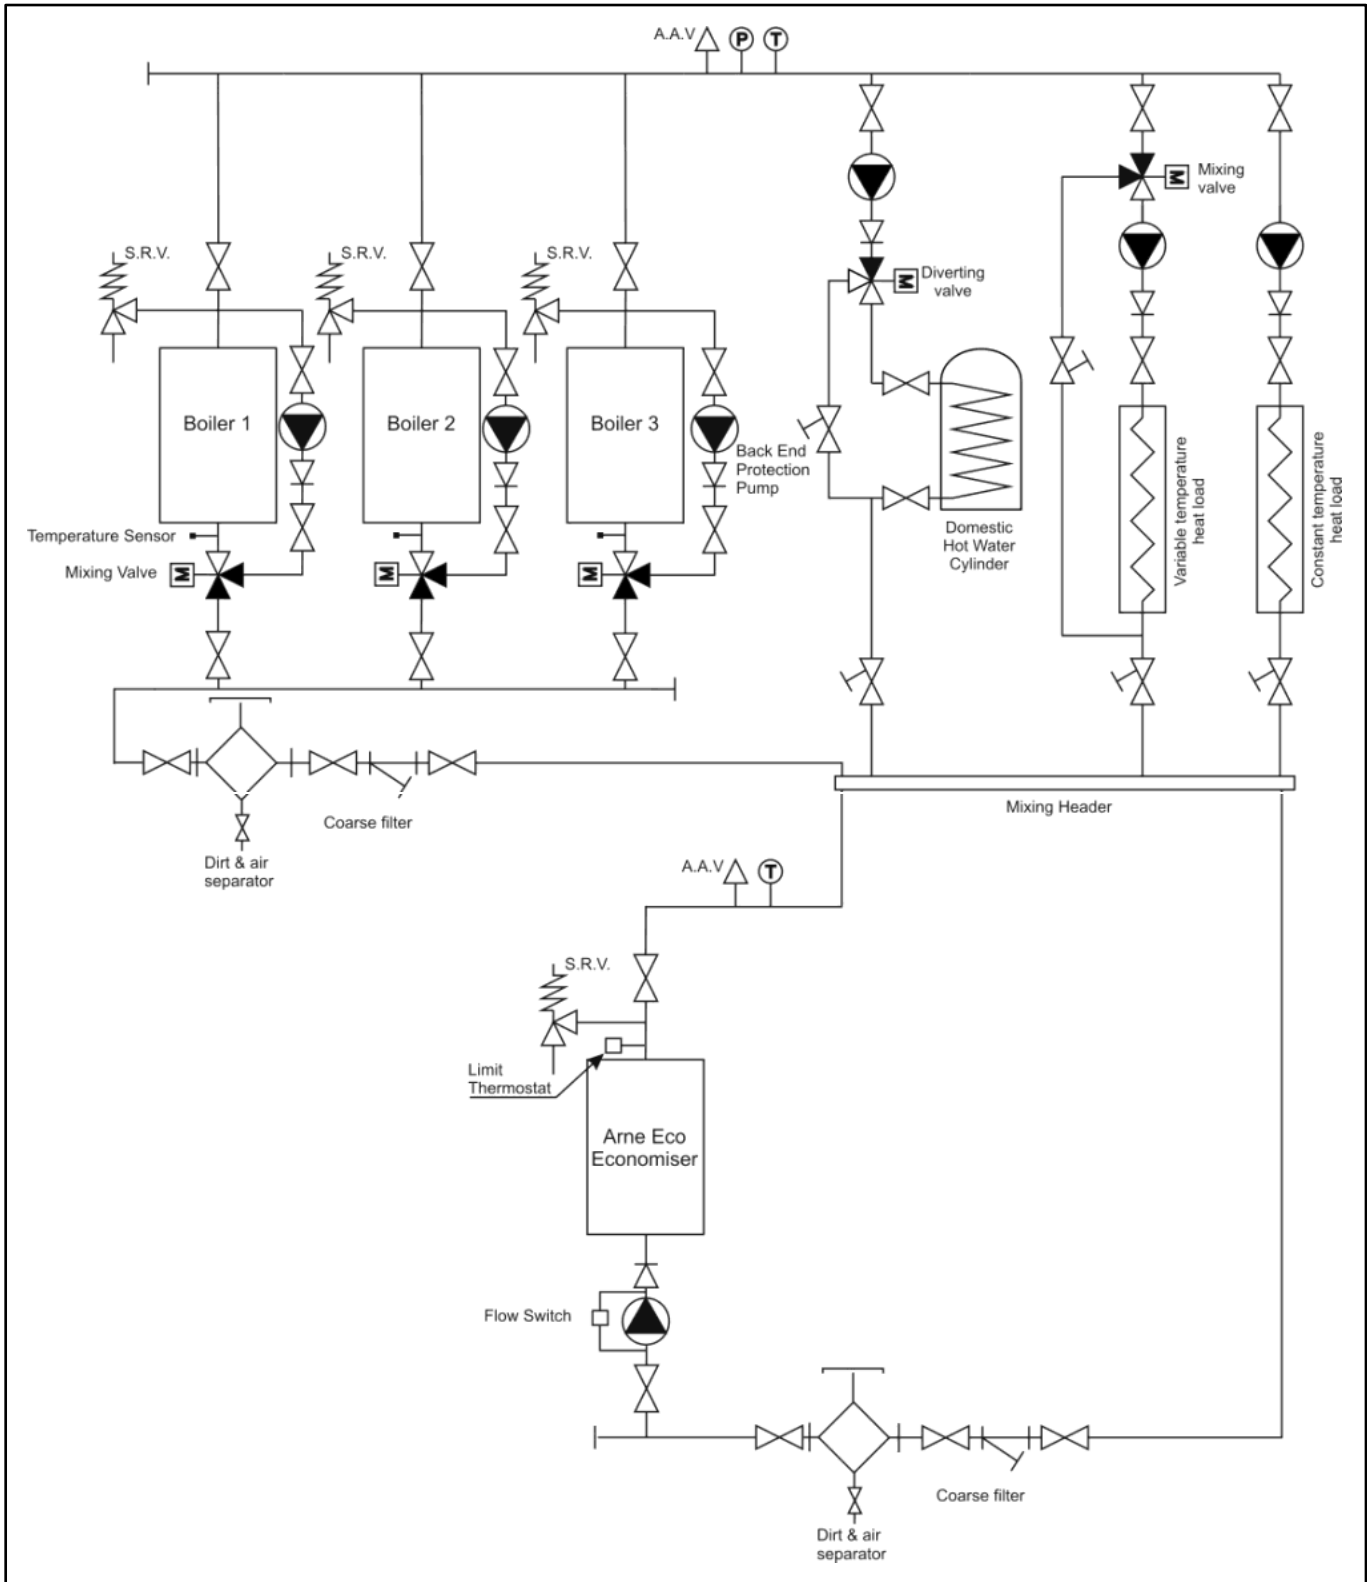 A.A.V
P
T
M
Mixing
valve
S.R.V.
S.R.V.
S.R.V.
M
Diverting
valve
Boiler 1
Boiler 2
Boiler 3
Back End
Protection
Pump
Variable temperature
heat load
Constant temperature
heat load
Temperature Sensor
Domestic
Hot Water
Cylinder
Mixing Valve
M
M
M
Mixing Header
Coarse filter
Dirt & air
separator
A.A.V
T
S.R.V.
Limit
Thermostat
Arne Eco
Economiser
Flow Switch
Coarse filter
Dirt & air
separator